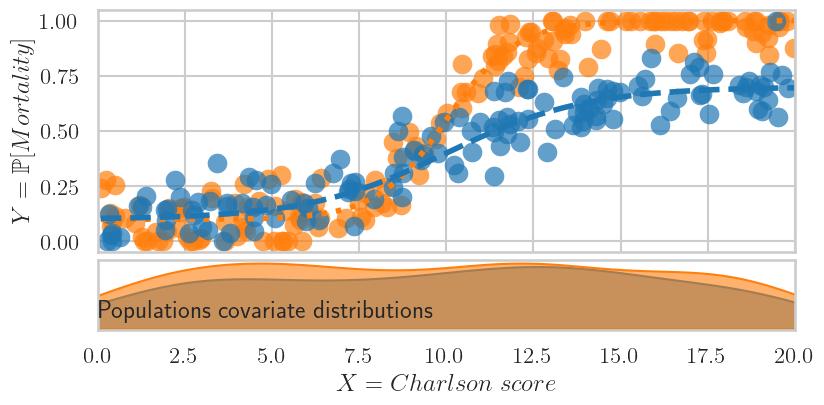 1.00
0.75
0.50
0.25
0.00
Y = ℙ[Mortality]
Populations covariate distributions
0.0 2.5 5.0 7.5 10.0 12.5 15.0 17.5 20.0
X = Charlson score